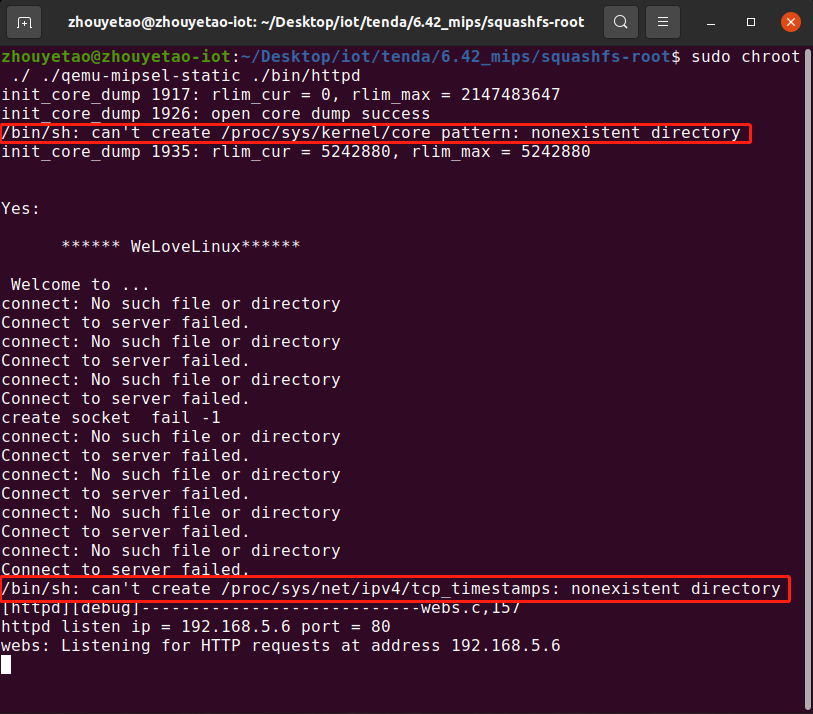 zhouyetao@zhouyetao-iot: ~/Desktop/iot/tenda/6.42_mips/squashfs-root
zhouyetao@zhouyetao-iot:~/Desktop/iot/tenda/6.42_mips/squashfs-root$ sudo chroot
./ ./qemu-mipsel-static ./bin/httpd
init_core_dump 1917: rlim_cur = 0, rlim_max = 2147483647
init_core_dump 1926: open core dump success
/bin/sh: can't create /proc/sys/kernel/core pattern: nonexistent directory
init_core_dump 1935: rlim_cur = 5242880, rlim_max = 5242880
Yes:
****** WeLoveLinux******
Welcome to ...
connect: No such file or directory
Connect to server failed.
connect: No such file or directory
Connect to server failed.
connect: No such file or directory
Connect to server failed.
create socket  fail -1
connect: No such file or directory
Connect to server failed.
connect: No such file or directory
Connect to server failed.
connect: No such file or directory
Connect to server failed.
connect: No such file or directory
Connect to server failed.
/bin/sh: can't create /proc/sys/net/ipv4/tcp_timestamps: nonexistent directory
[httpd][debug]----------------------------webs.c,157
httpd listen ip = 192.168.5.6 port = 80
webs: Listening for HTTP requests at address 192.168.5.6